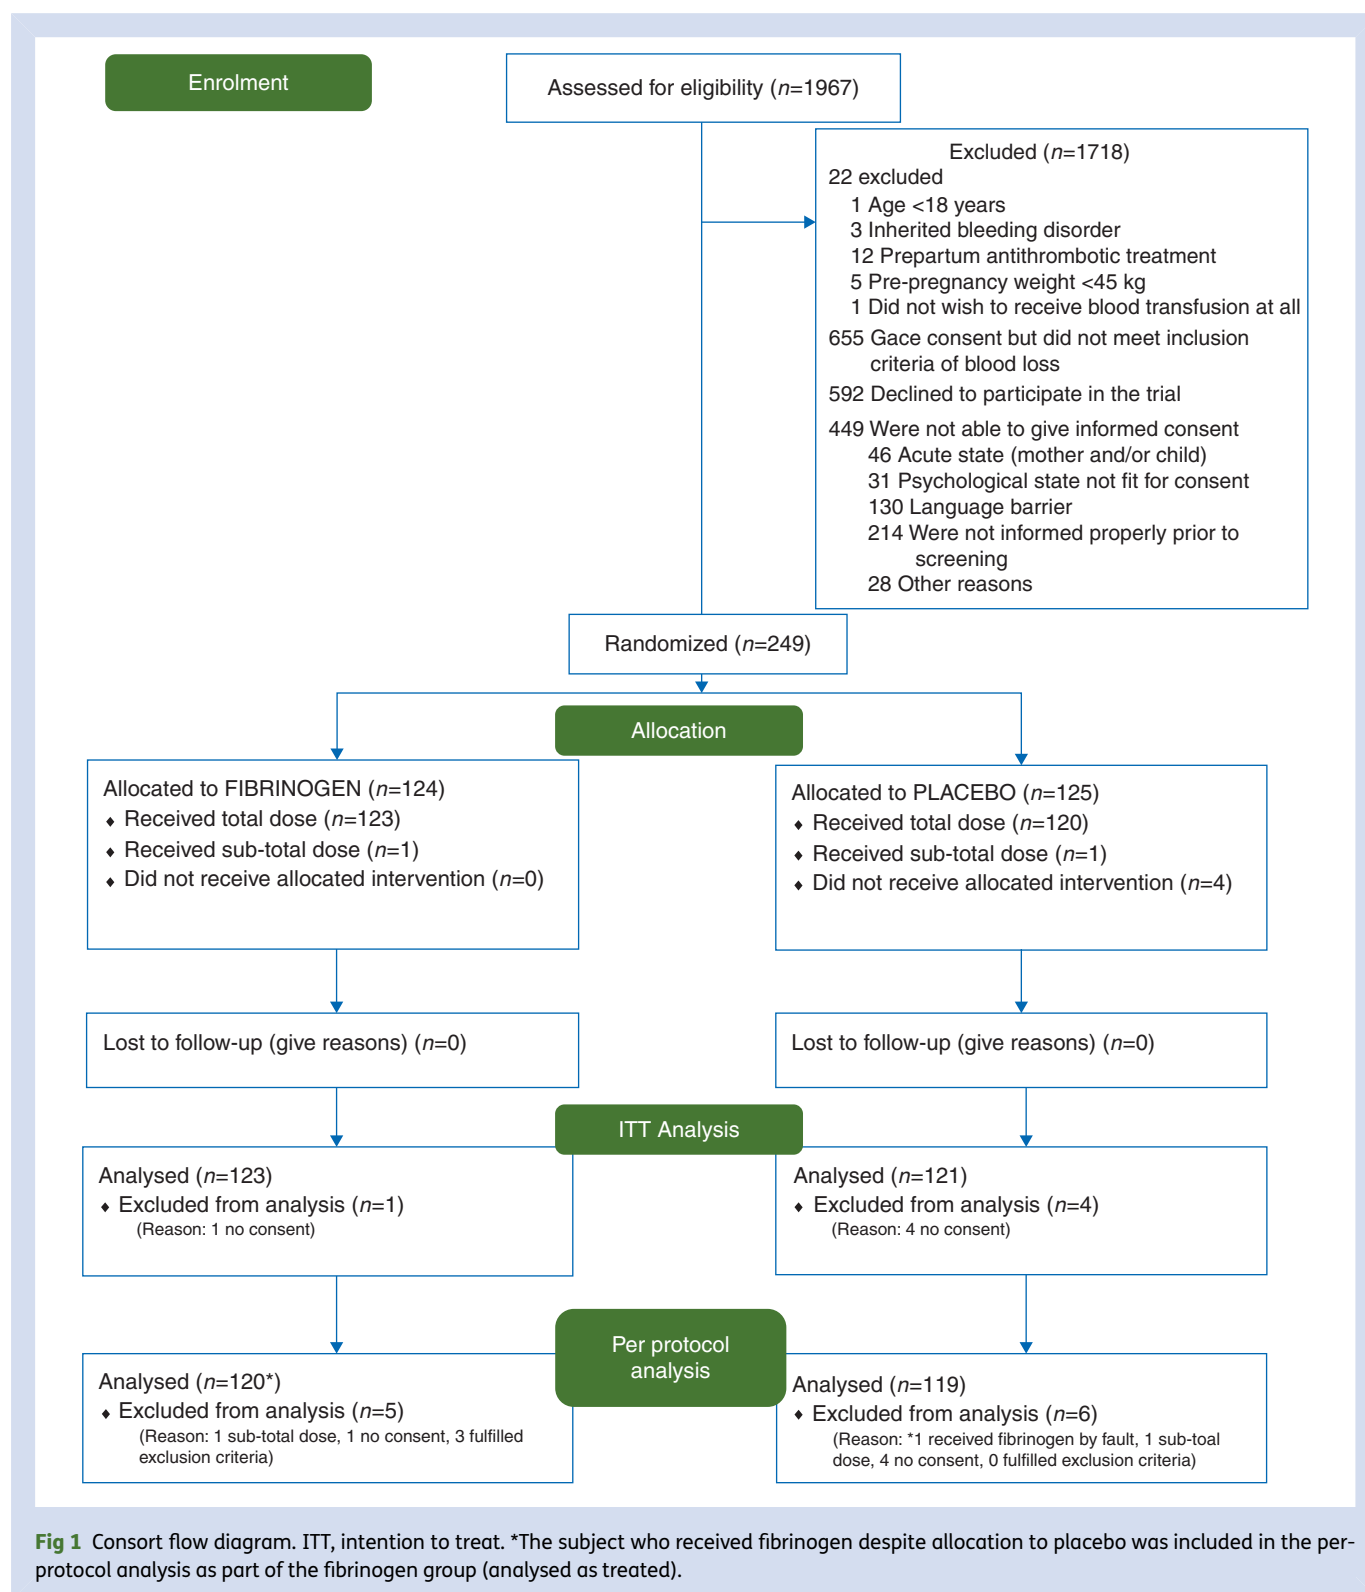 Enrolment
Assessed for eligibility (n=1967)
Excluded (n=1718)
22 excluded
1 Age <18 years
3 Inherited bleeding disorder
12 Prepartum antithrombotic treatment
5 Pre-pregnancy weight <45 kg
1 Did not wish to receive blood transfusion at all
655 Gace consent but did not meet inclusion
criteria of blood loss
592 Declined to participate in the trial
449 Were not able to give informed consent
46 Acute state (mother and/or child)
31 Psychological state not fit for consent
130 Language barrier
214 Were not informed properly prior to
screening
28 Other reasons
Randomized (n=249)
Allocation
Allocated to FIBRINOGEN (n=124)
♦ Received total dose (n=123)
♦ Received sub-total dose (n=1)
♦ Did not receive allocated intervention (n=0)
Allocated to PLACEBO (n=125)
♦ Received total dose (n=120)
♦ Received sub-total dose (n=1)
♦ Did not receive allocated intervention (n=4)
Lost to follow-up (give reasons) (n=0)
Lost to follow-up (give reasons) (n=0)
ITT Analysis
Analysed (n=123)
♦ Excluded from analysis (n=1)
(Reason: 1 no consent)
Analysed (n=121)
♦ Excluded from analysis (n=4)
(Reason: 4 no consent)
Per protocol
analysis
Analysed (n=120*)
♦ Excluded from analysis (n=5)
(Reason: 1 sub-total dose, 1 no consent, 3 fulfilled
exclusion criteria)
Analysed (n=119)
♦ Excluded from analysis (n=6)
(Reason: *1 received fibrinogen by fault, 1 sub-toal
dose, 4 no consent, 0 fulfilled exclusion criteria)
Fig 1 Consort flow diagram. ITT, intention to treat. *The subject who received fibrinogen despite allocation to placebo was included in the per-
protocol analysis as part of the fibrinogen group (analysed as treated).